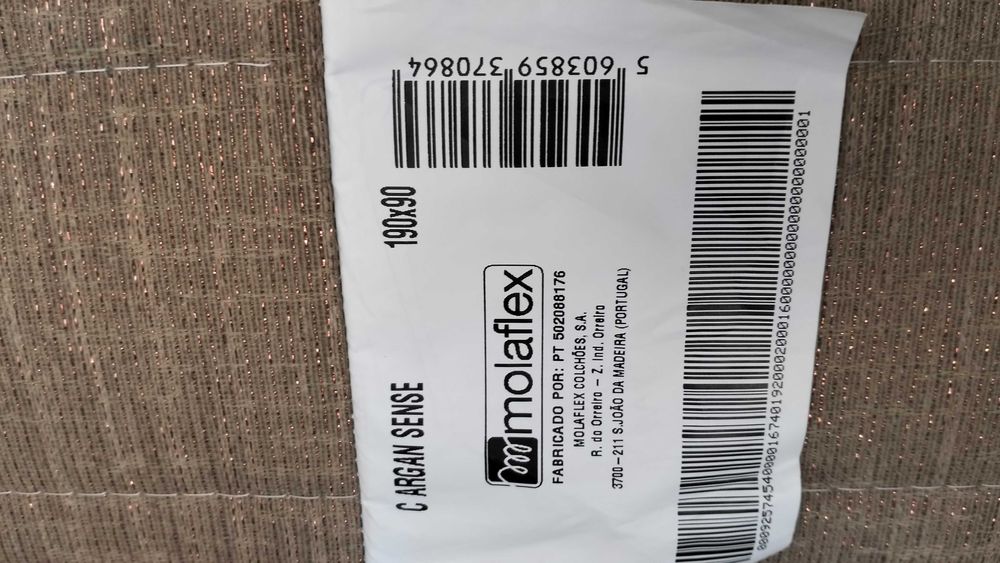 C ARGAN SENSE 190x90
molaflex
FABRICADO POR: PT 502088176
MOLAFLEX COLCHÕES, S.A.
R. do Orreiro - Z. Ind. Orreiro
3700-211 S.JOÃO DA MADEIRA (PORTUGAL)
5 603859 370864